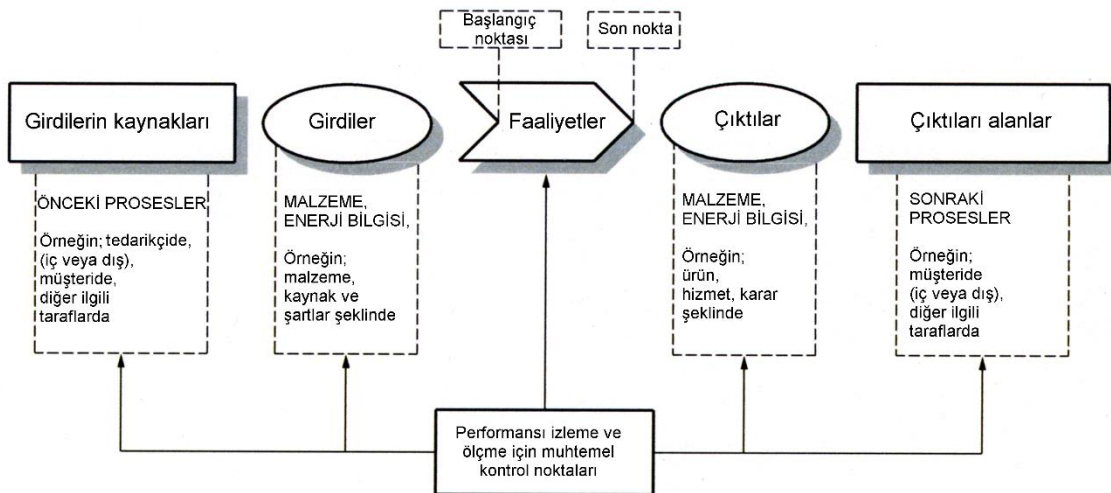 Başlangıç
noktası
Son nokta
Girdilerin kaynakları
Girdiler
Faaliyetler
Çıktılar
Çıktıları alanlar
ÖNCEKİ PROSESLER
Örneğin; tedarikçide,
(iç veya dış),
müşteride,
diğer ilgili
taraflarda
MALZEME,
ENERJİ BİLGİSİ,
Örneğin;
malzeme,
kaynak ve
şartlar şeklinde
MALZEME,
ENERJİ BİLGİSİ,
Örneğin;
ürün,
hizmet, karar
şeklinde
SONRAKİ
PROSESLER
Örneğin;
müşteride
(iç veya dış),
diğer ilgili
taraflarda
Performansı izleme ve
ölçme için muhtemel
kontrol noktaları